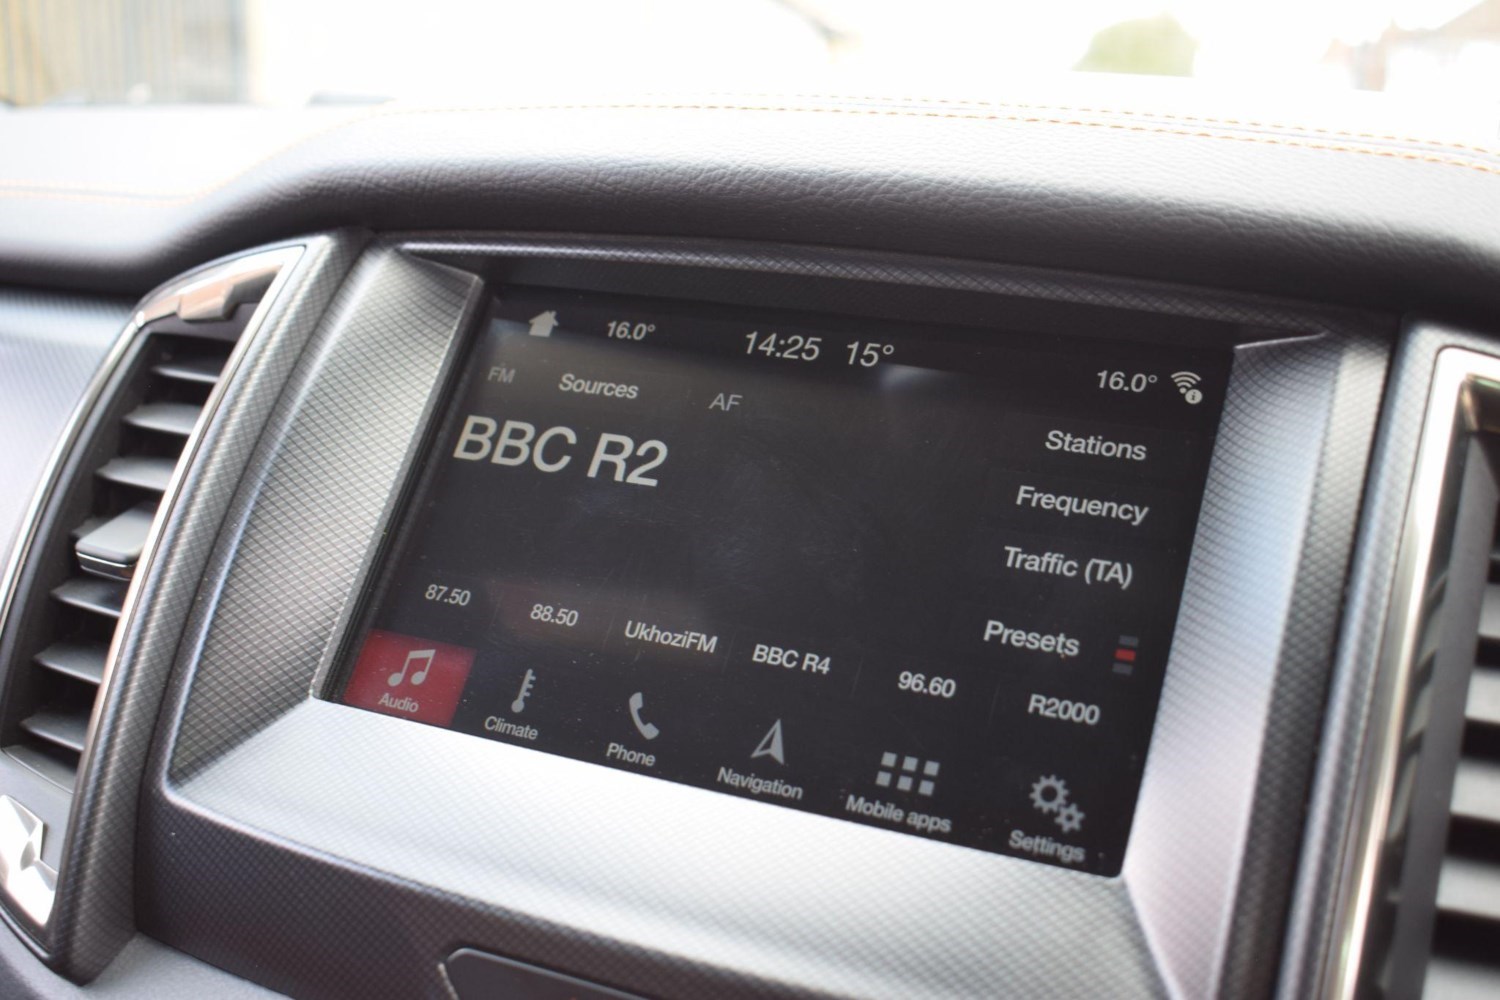 16.0° 14:25 15° 16.0°
FM Sources AF
BBC R2
Stations
Frequency
Traffic (TA)
Presets
87.50 88.50 UkhoziFM BBC R4 96.60 R2000
Audio Climate Phone Navigation Mobile apps Settings